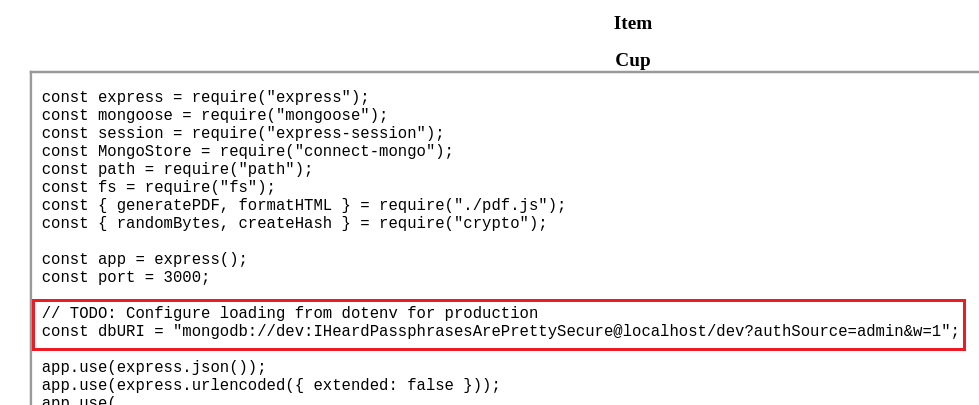 Item
Cup
const express = require("express");
const mongoose = require("mongoose");
const session = require("express-session");
const MongoStore = require("connect-mongo");
const path = require("path");
const fs = require("fs");
const { generatePDF, formatHTML } = require("./pdf.js");
const { randomBytes, createHash } = require("crypto");
const app = express();
const port = 3000;
// TODO: Configure loading from dotenv for production
const dbURI = "mongodb://dev:IHeardPassphrasesArePrettySecure@localhost/dev?authSource=admin&w=1";
app.use(express.json());
app.use(express.urlencoded({ extended: false }));
app.use(